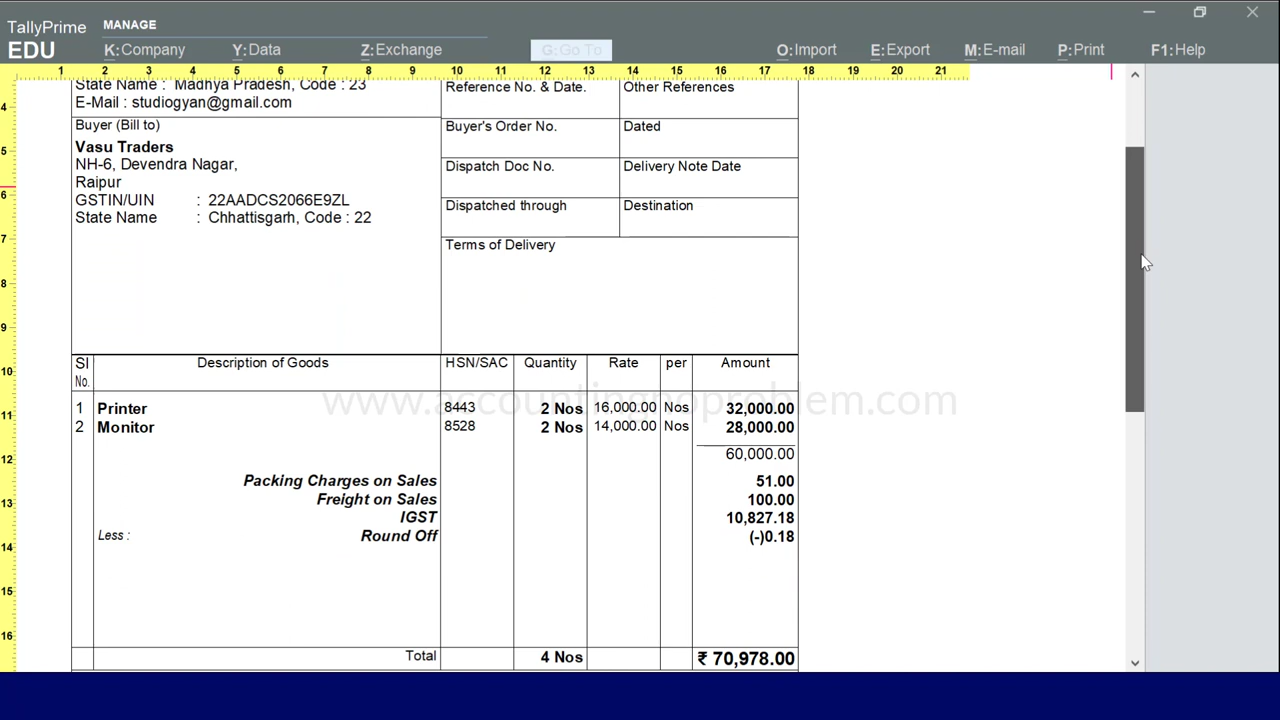 TallyPrime
EDU
MANAGE
K:Company Y:Data Z:Exchange G:Go To O:Import E:Export M:E-mail P:Print F1:Help
1 2 3 4 5 6 7 8 9 10 11 12 13 14 15 16 17 18 19 20 21
State Name : Madhya Pradesh, Code : 23
E-Mail : studiogyan@gmail.com
Reference No. & Date. Other References
Buyer (Bill to)
Vasu Traders
NH-6, Devendra Nagar,
Raipur
GSTIN/UIN : 22AADCS2066E9ZL
State Name : Chhattisgarh, Code : 22
Buyer's Order No. Dated
Dispatch Doc No. Delivery Note Date
Dispatched through Destination
Terms of Delivery
4
5
6
7
8
9
10
11
12
13
14
15
16
Sl No. Description of Goods HSN/SAC Quantity Rate per Amount
1 Printer 8443 2 Nos 16,000.00 Nos 32,000.00
2 Monitor 8528 2 Nos 14,000.00 Nos 28,000.00
60,000.00
Packing Charges on Sales 51.00
Freight on Sales 100.00
IGST 10,827.18
Less : Round Off (-)0.18
Total 4 Nos ₹ 70,978.00
www.accountingnoproblem.com